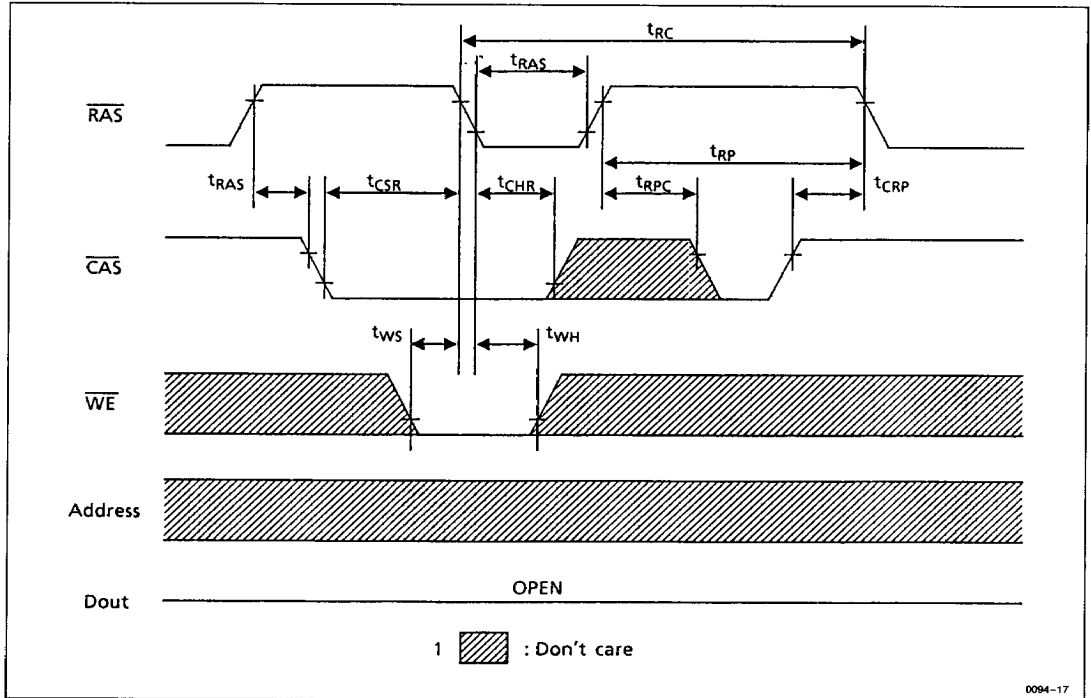 tRC
tRAS
RAS
tRP
tRAS
tCSR
tCHR
tRPC
tCRP
CAS
tWS
tWH
WE
Address
OPEN
Dout
1 : Don't care
0094-17